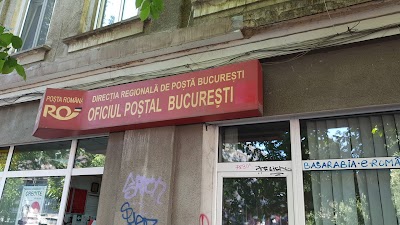 POȘTA ROMÂNĂ
DIRECȚIA REGIONALĂ DE POȘTĂ BUCUREȘTI
OFICIUL POȘTAL BUCUREȘTI
BASARABIA E ROMÂ